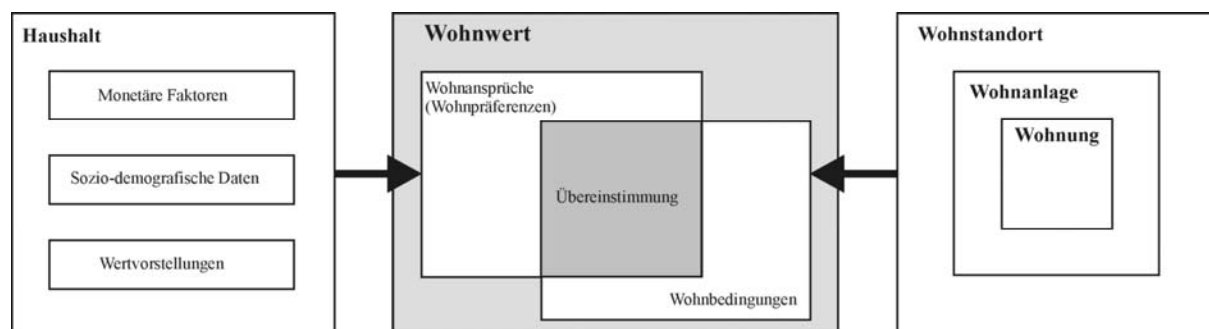 Haushalt
Monetäre Faktoren
Sozio-demografische Daten
Wertvorstellungen
Wohnwert
Wohnansprüche
(Wohnpräferenzen)
Übereinstimmung
Wohnbedingungen
Wohnstandort
Wohnanlage
Wohnung